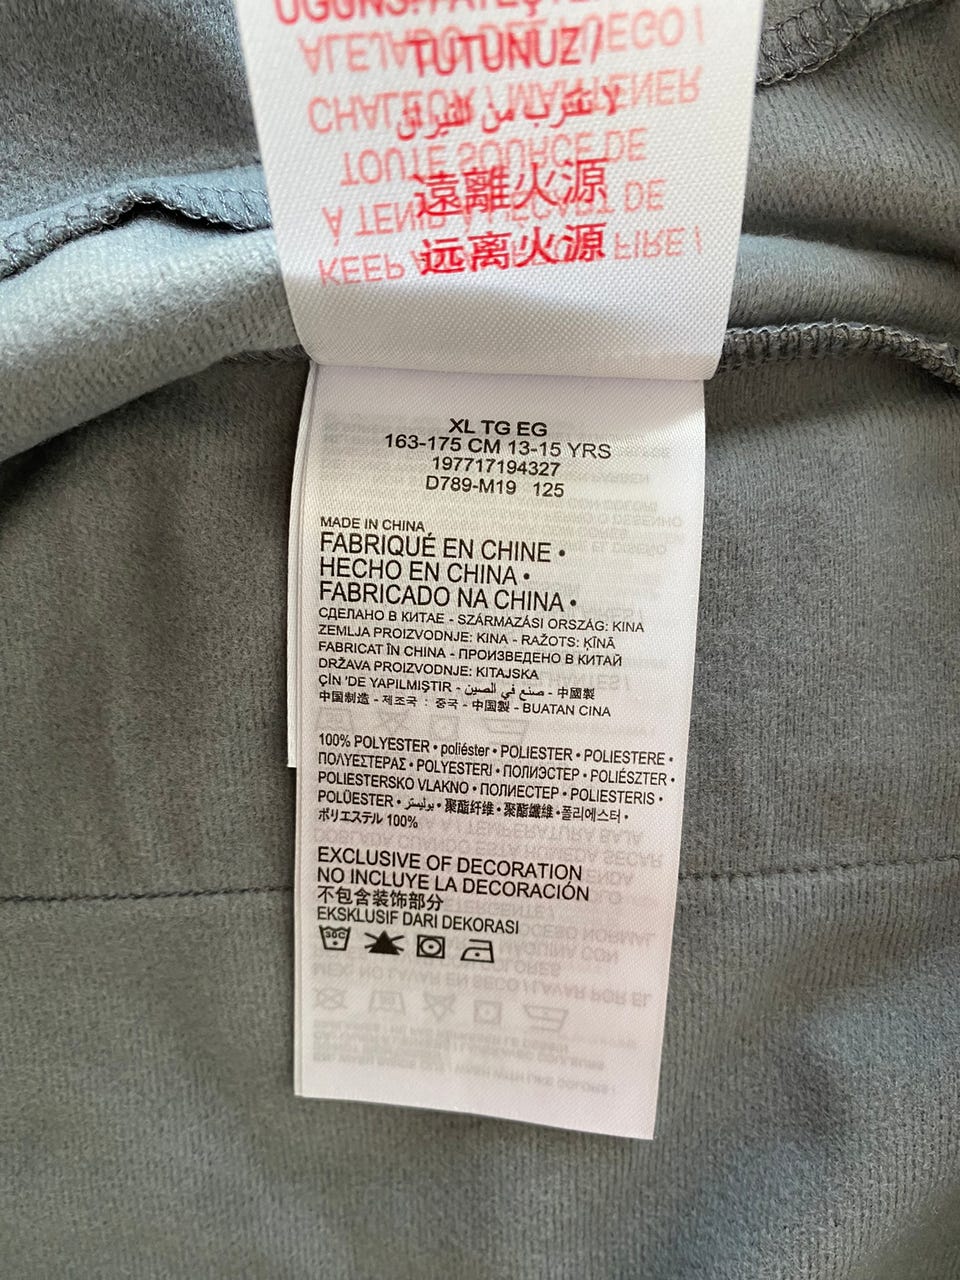 TUTUNUZ /
لا تقترب من النيران
遠離火源
远离火源
XL TG EG
163-175 CM 13-15 YRS
197717194327
D789-M19 125
MADE IN CHINA
FABRIQUÉ EN CHINE •
HECHO EN CHINA •
FABRICADO NA CHINA •
СДЕЛАНО В КИТАЕ - SZÁRMAZÁSI ORSZÁG: KINA
ZEMLJA PROIZVODNJE: KINA - RAŽOTS: ĶĪNĀ
FABRICAT ÎN CHINA - ПРОИЗВЕДЕНО В КИТАЙ
DRŽAVA PROIZVODNJE: KITAJSKA
ÇİN 'DE YAPILMIŞTIR - صنع في الصين - 中國製
中国制造 - 제조국 : 중국 - 中国製 - BUATAN CINA
100% POLYESTER • poliéster • POLIESTER • POLIESTERE •
ΠΟΛΥΕΣΤΕΡΑΣ • POLYESTERI • ПОЛИЭСТЕР • POLIÉSZTER •
POLIESTERSKO VLAKNO • ПОЛИЕСТЕР • POLIESTERIS •
POLÜESTER • بوليستر • 聚酯纤维 • 聚酯纖維 • 폴리에스터 •
ポリエステル 100%
EXCLUSIVE OF DECORATION
NO INCLUYE LA DECORACIÓN
不包含装饰部分
EKSKLUSIF DARI DEKORASI
30C